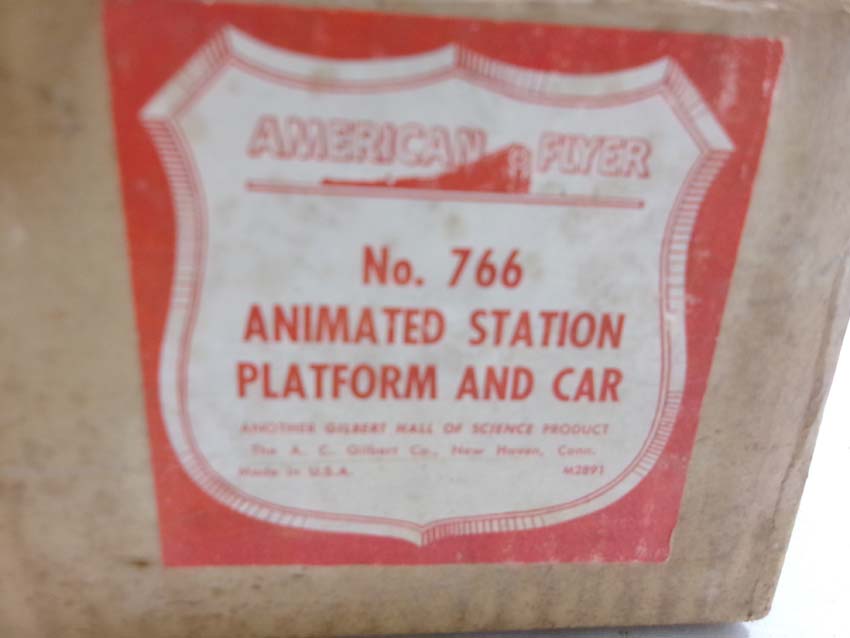 AMERICAN FLYER
No. 766
ANIMATED STATION
PLATFORM AND CAR
ANOTHER GILBERT HALL OF SCIENCE PRODUCT
The A. C. Gilbert Co., New Haven, Conn.
Made in U.S.A. M2891